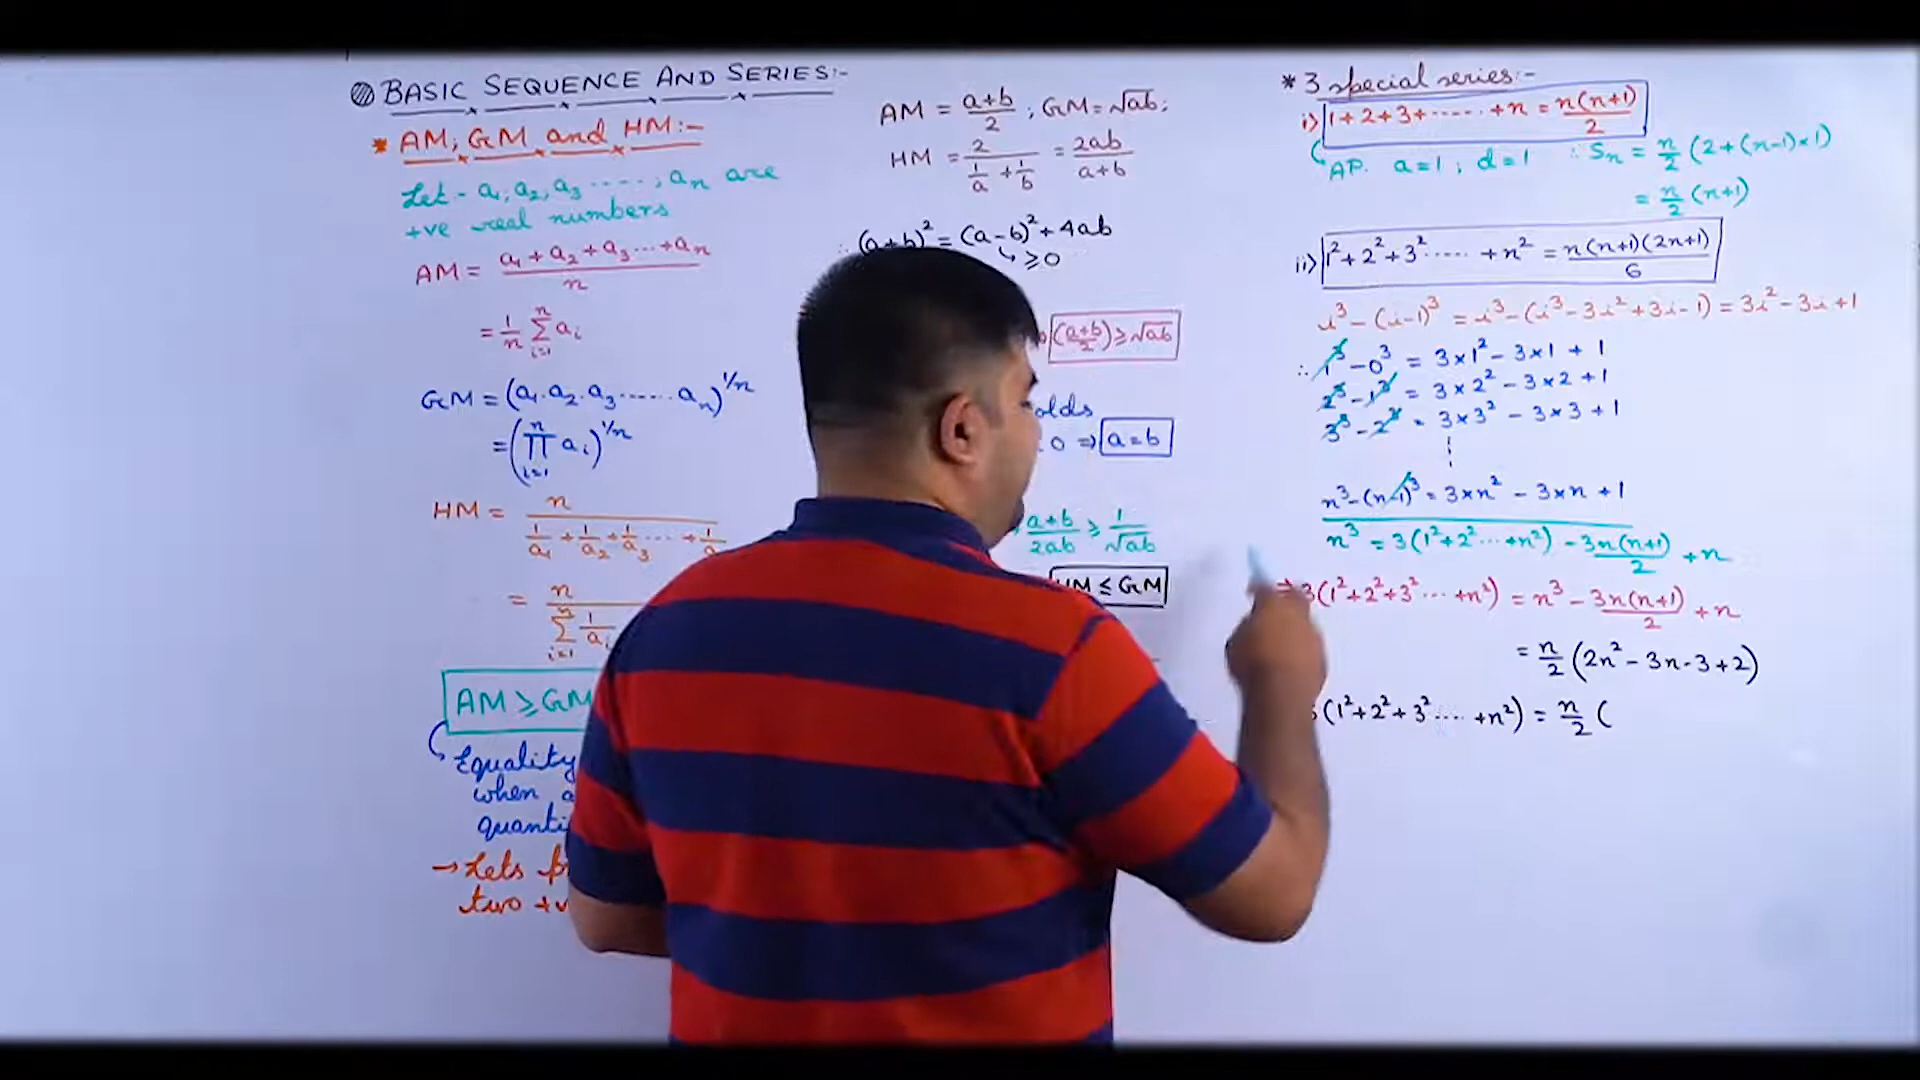 BASIC SEQUENCE AND SERIES:-
* AM; GM and HM:-
Let - a₁, a₂, a₃ ....., aₙ are
+ve real numbers
AM = (a₁ + a₂ + a₃ ... + aₙ)/n
= 1/n Σᵢ₌₁ⁿ aᵢ
GM = (a₁. a₂. a₃ ...... aₙ)^(1/n)
= (Πᵢ₌₁ⁿ aᵢ)^(1/n)
HM = n/(1/a₁ + 1/a₂ + 1/a₃ ... + 1/a
= n/(Σᵢ₌₁ⁿ 1/aᵢ
AM ≥ GM
Equality
when
→ Lets
two
AM = (a+b)/2 ; GM = √ab;
HM = 2/(1/a + 1/b) = 2ab/(a+b)
∴ (a+b)² = (a-b)² + 4ab
↳ ≥ 0
(a+b/2) ≥ √ab
0 ⇒ a = b
a+b/2ab ≥ 1/√ab
HM ≤ GM
* 3 special series:-
i> 1+2+3+......+n = n(n+1)/2
AP. a=1 ; d=1 ∴ Sₙ = n/2 (2+(n-1)×1)
= n/2 (n+1)
ii> 1²+2²+3² ..... +n² = n(n+1)(2n+1)/6
i³ - (i-1)³ = i³ - (i³ - 3i² + 3i - 1) = 3i² - 3i + 1
∴ 1³ - 0³ = 3×1² - 3×1 + 1
2³ - 1³ = 3×2² - 3×2 + 1
3³ - 2³ = 3×3² - 3×3 + 1
n³ - (n-1)³ = 3×n² - 3×n + 1
n³ = 3(1²+2² ... +n²) - 3n(n+1)/2 + n
⇒ 3(1²+2²+3² ... +n²) = n³ - 3n(n+1)/2 + n
= n/2 (2n² - 3n - 3 + 2)
(1²+2²+3² .... +n²) = n/2 (